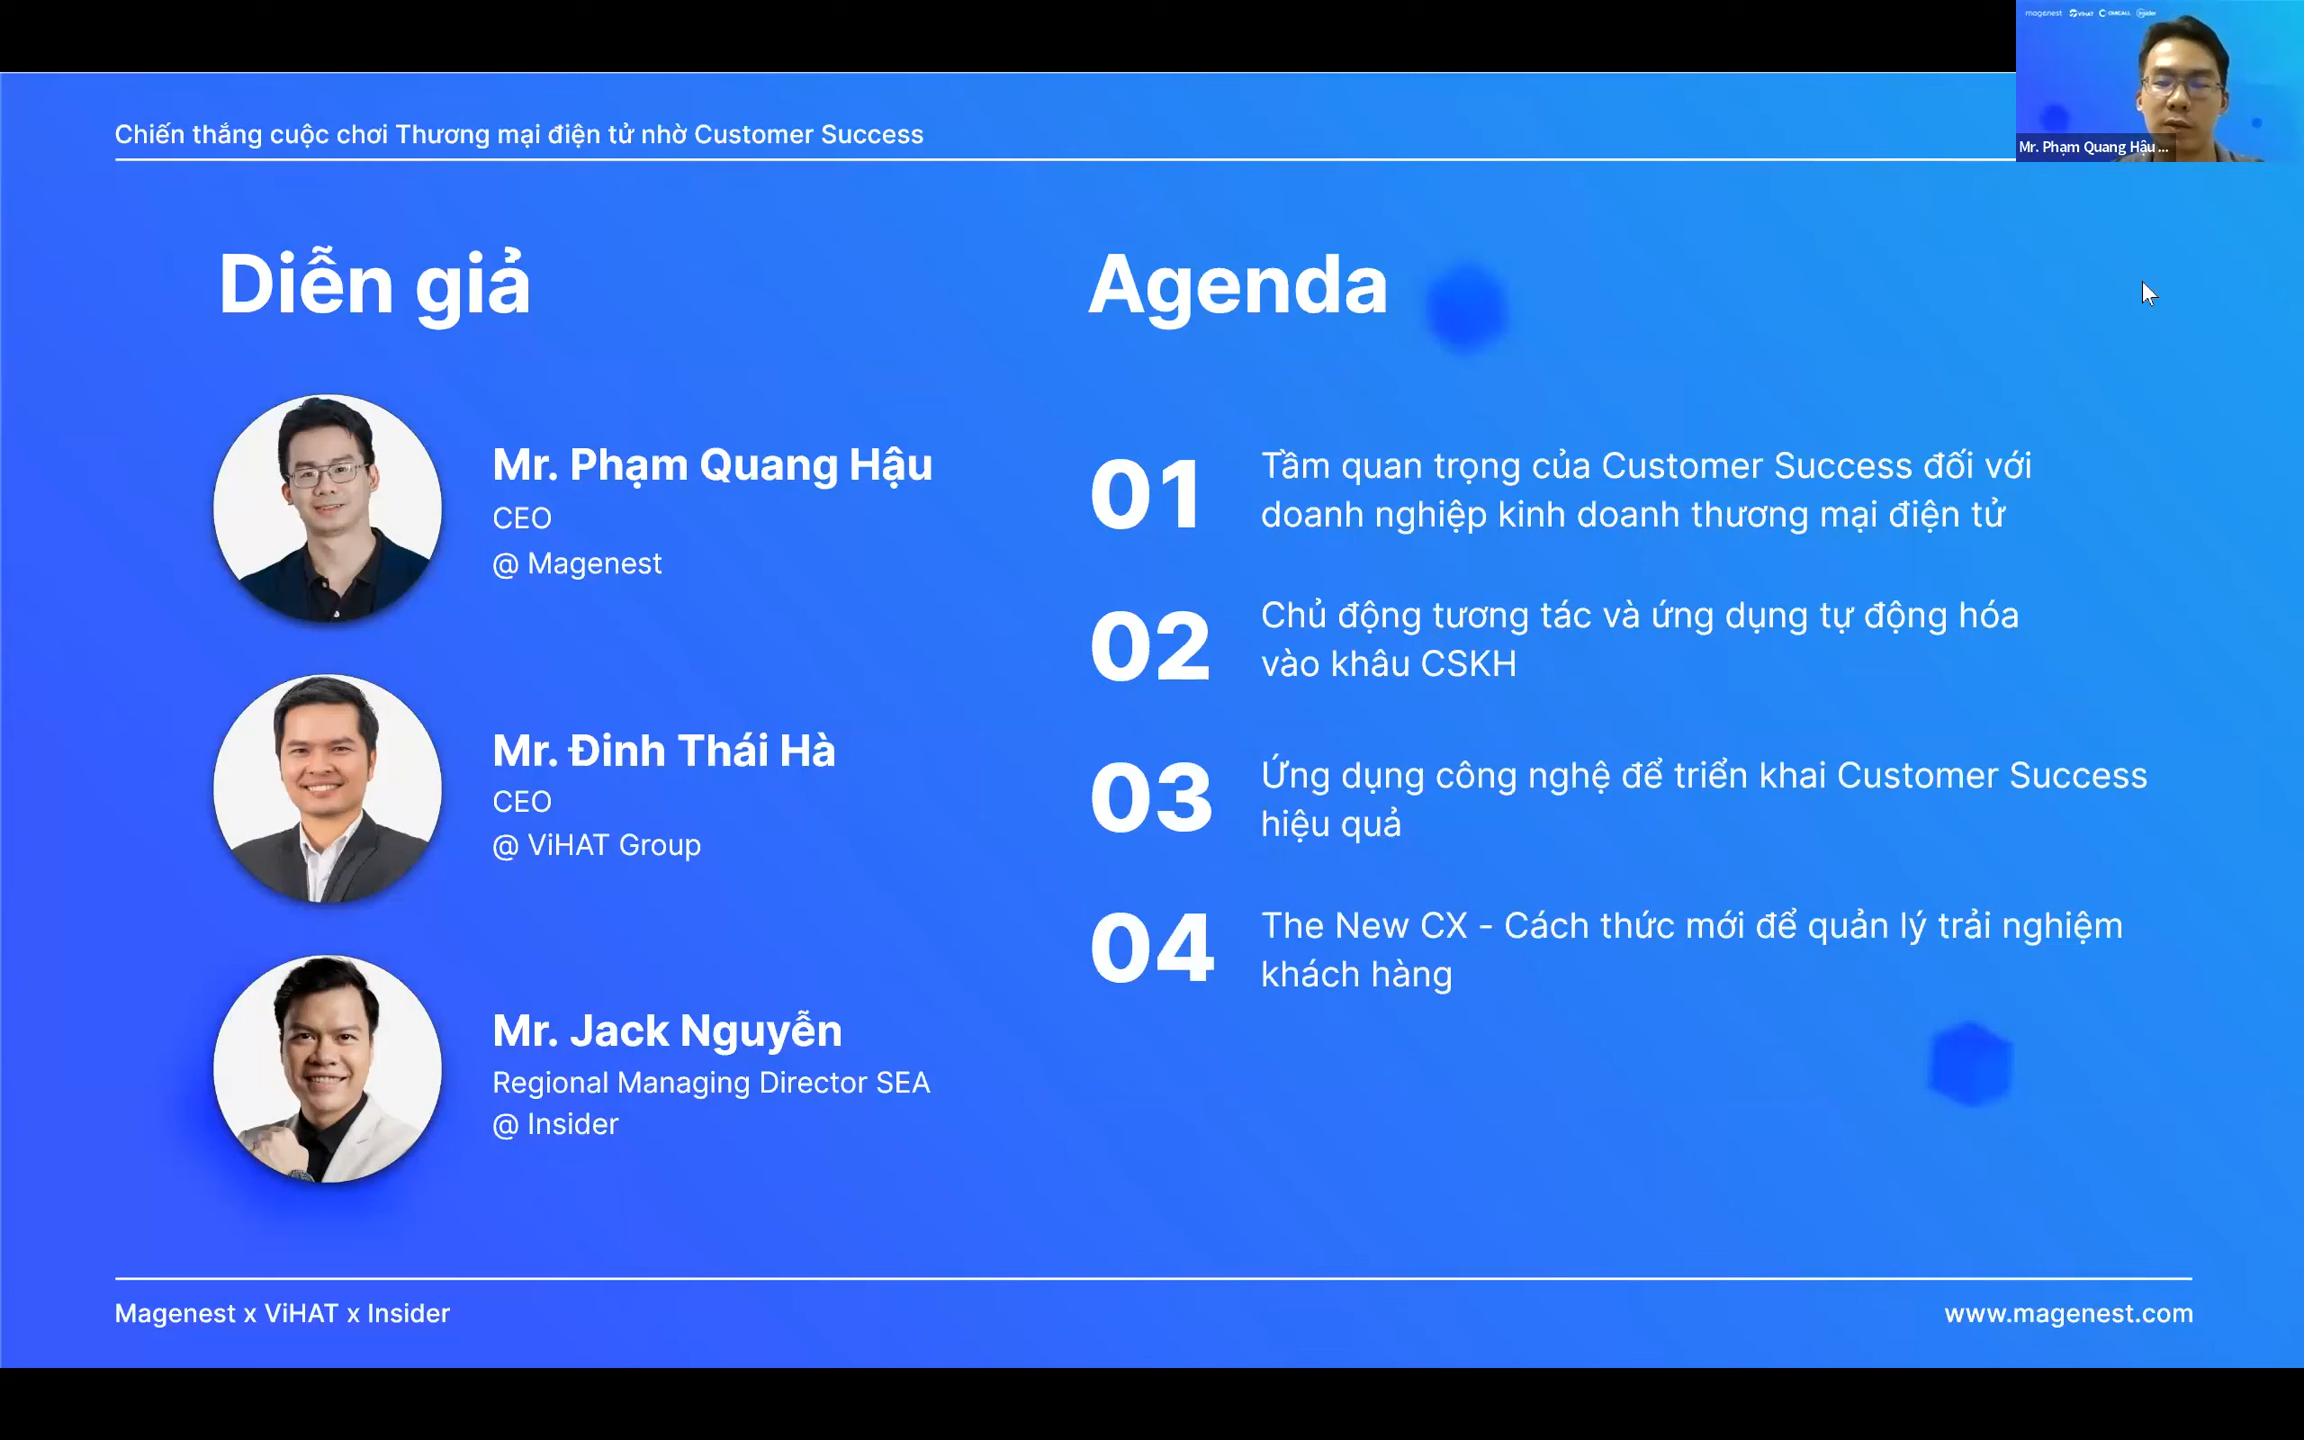 magenest ViHAT OMICALL insider
Mr. Phạm Quang Hậu ...
Chiến thắng cuộc chơi Thương mại điện tử nhờ Customer Success
Diễn giả
Mr. Phạm Quang Hậu
CEO
@ Magenest
Mr. Đinh Thái Hà
CEO
@ ViHAT Group
Mr. Jack Nguyễn
Regional Managing Director SEA
@ Insider
Agenda
01
Tầm quan trọng của Customer Success đối với
doanh nghiệp kinh doanh thương mại điện tử
02
Chủ động tương tác và ứng dụng tự động hóa
vào khâu CSKH
03
Ứng dụng công nghệ để triển khai Customer Success
hiệu quả
04
The New CX - Cách thức mới để quản lý trải nghiệm
khách hàng
Magenest x ViHAT x Insider
www.magenest.com